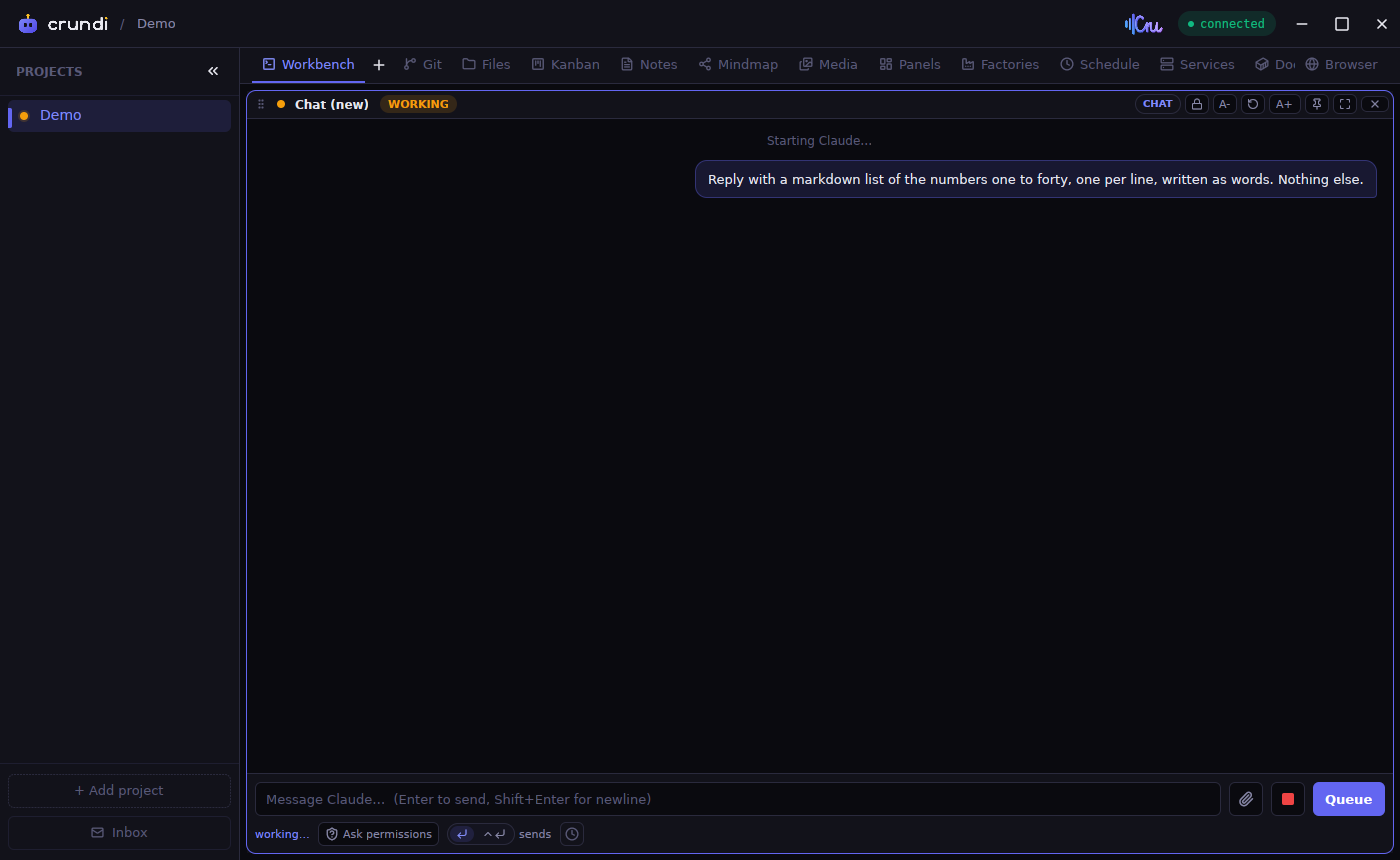 crundi / Demo
Cru
connected
PROJECTS
Demo
+ Add project
Inbox
Workbench + Git Files Kanban Notes Mindmap Media Panels Factories Schedule Services Doc Browser
Chat (new) WORKING
CHAT A- A+
Starting Claude…
Reply with a markdown list of the numbers one to forty, one per line, written as words. Nothing else.
Message Claude… (Enter to send, Shift+Enter for newline)
Queue
working… Ask permissions sends